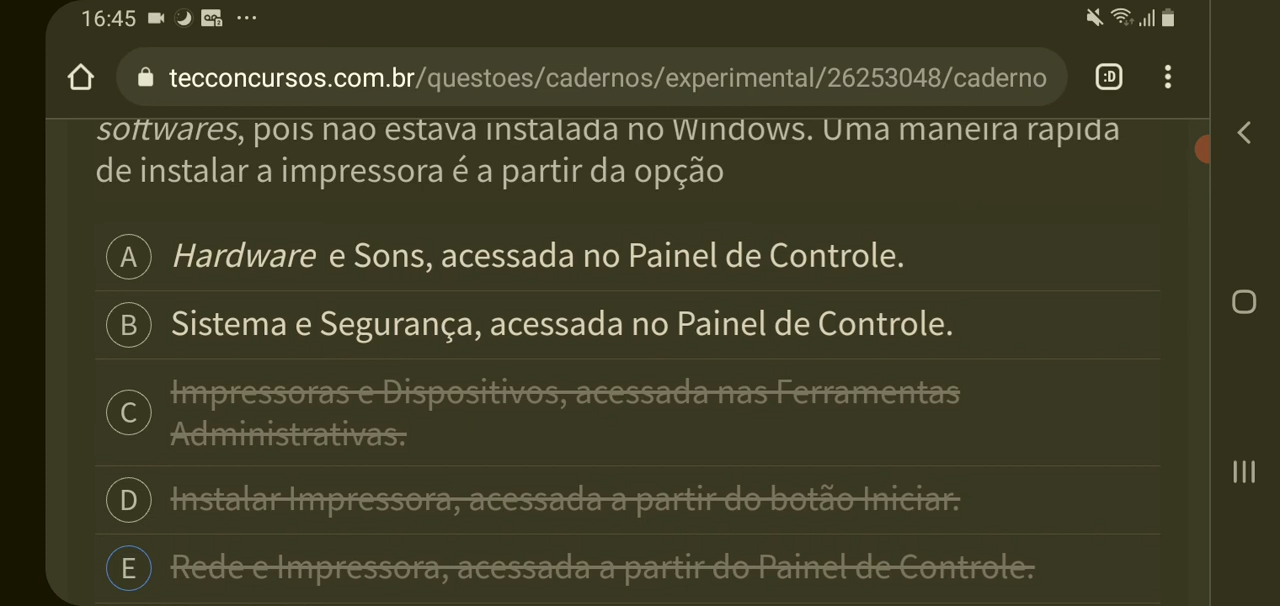 16:45
tecconcursos.com.br/questoes/cadernos/experimental/26253048/caderno
:D
softwares, pois não estava instalada no Windows. Uma maneira rápida
de instalar a impressora é a partir da opção
A Hardware e Sons, acessada no Painel de Controle.
B Sistema e Segurança, acessada no Painel de Controle.
C Impressoras e Dispositivos, acessada nas Ferramentas
Administrativas.
D Instalar Impressora, acessada a partir do botão Iniciar.
E Rede e Impressora, acessada a partir do Painel de Controle.